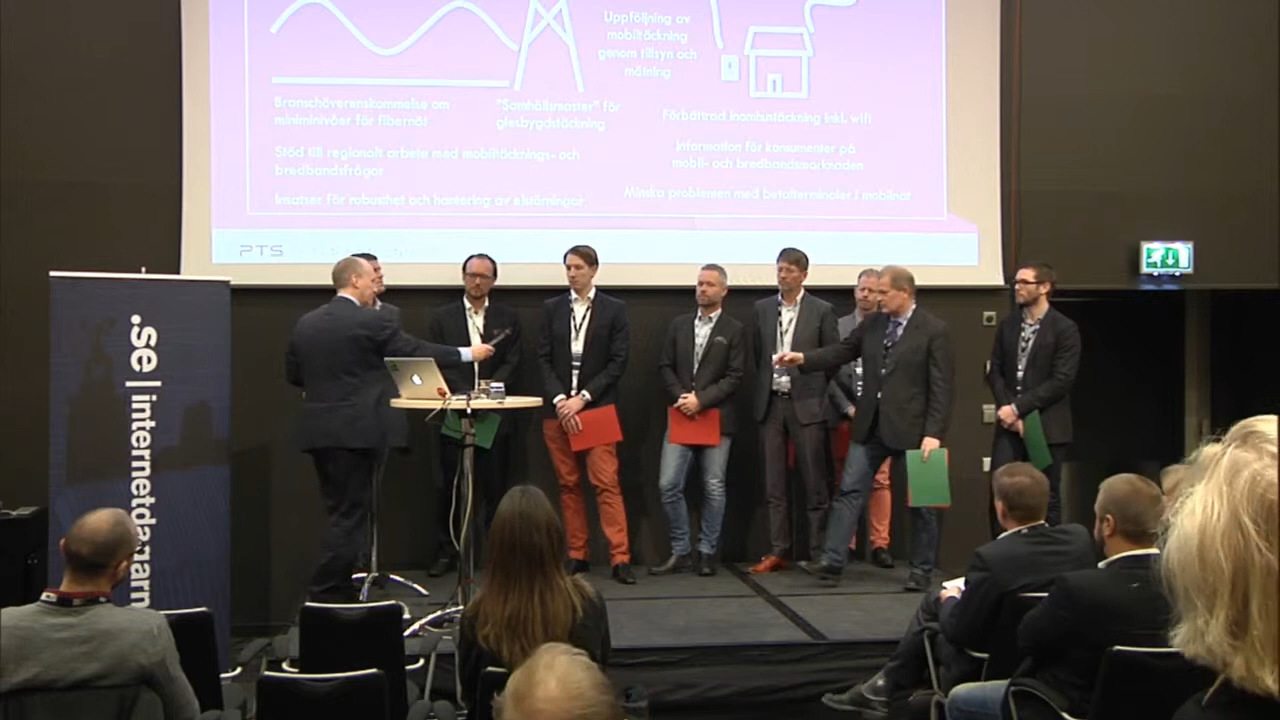 Uppföljning av
mobiltäckning
genom tillsyn och
mätning
Branschöverenskommelse om
miniminivåer för fibernät
"Samhällsmaster" för
glesbygdstäckning
Förbättrad inomhustäckning inkl. wifi
Stöd till regionalt arbete med mobiltäcknings- och
bredbandsfrågor
Information för konsumenter på
mobil- och bredbandsmarknaden
Insatser för robusthet och hantering av elstörningar
Minska problemen med betalterminaler i mobilnät
PTS
.se | internetdagarn